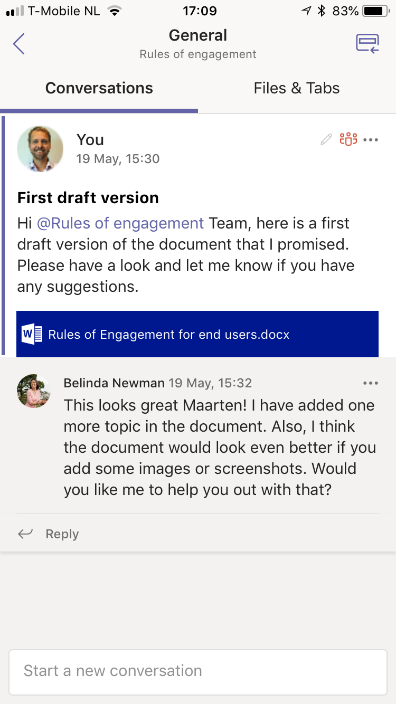 T-Mobile NL 17:09 83%
General
Rules of engagement
Conversations Files & Tabs
You
19 May, 15:30
First draft version
Hi @Rules of engagement Team, here is a first
draft version of the document that I promised.
Please have a look and let me know if you have
any suggestions.
W Rules of Engagement for end users.docx
Belinda Newman 19 May, 15:32
This looks great Maarten! I have added one
more topic in the document. Also, I think
the document would look even better if you
add some images or screenshots. Would
you like me to help you out with that?
Reply
Start a new conversation